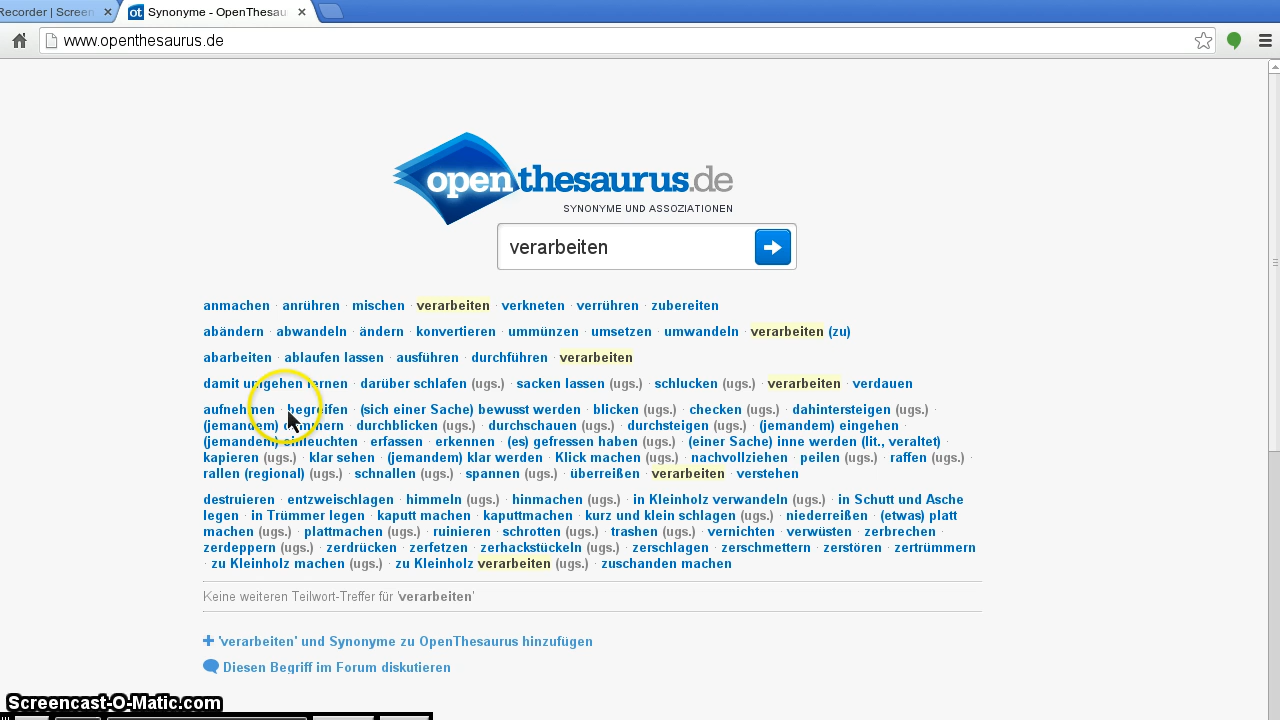 Recorder | Screen
Synonyme - OpenThesau
www.openthesaurus.de
openthesaurus.de
SYNONYME UND ASSOZIATIONEN
verarbeiten
anmachen · anrühren · mischen · verarbeiten · verkneten · verrühren · zubereiten
abändern · abwandeln · ändern · konvertieren · ummünzen · umsetzen · umwandeln · verarbeiten (zu)
abarbeiten · ablaufen lassen · ausführen · durchführen · verarbeiten
damit umgehen lernen · darüber schlafen (ugs.) · sacken lassen (ugs.) · schlucken (ugs.) · verarbeiten · verdauen
aufnehmen · begreifen · (sich einer Sache) bewusst werden · blicken (ugs.) · checken (ugs.) · dahintersteigen (ugs.) ·
(jemandem) dämmern · durchblicken (ugs.) · durchschauen (ugs.) · durchsteigen (ugs.) · (jemandem) eingehen ·
(jemandem) einleuchten · erfassen · erkennen · (es) gefressen haben (ugs.) · (einer Sache) inne werden (lit., veraltet) ·
kapieren (ugs.) · klar sehen · (jemandem) klar werden · Klick machen (ugs.) · nachvollziehen · peilen (ugs.) · raffen (ugs.) ·
rallen (regional) (ugs.) · schnallen (ugs.) · spannen (ugs.) · überreißen · verarbeiten · verstehen
destruieren · entzweischlagen · himmeln (ugs.) · hinmachen (ugs.) · in Kleinholz verwandeln (ugs.) · in Schutt und Asche
legen · in Trümmer legen · kaputt machen · kaputtmachen · kurz und klein schlagen (ugs.) · niederreißen · (etwas) platt
machen (ugs.) · plattmachen (ugs.) · ruinieren · schrotten (ugs.) · trashen (ugs.) · vernichten · verwüsten · zerbrechen ·
zerdeppern (ugs.) · zerdrücken · zerfetzen · zerhackstückeln (ugs.) · zerschlagen · zerschmettern · zerstören · zertrümmern
· zu Kleinholz machen (ugs.) · zu Kleinholz verarbeiten (ugs.) · zuschanden machen
Keine weiteren Teilwort-Treffer für 'verarbeiten'
'verarbeiten' und Synonyme zu OpenThesaurus hinzufügen
Diesen Begriff im Forum diskutieren
Screencast-O-Matic.com